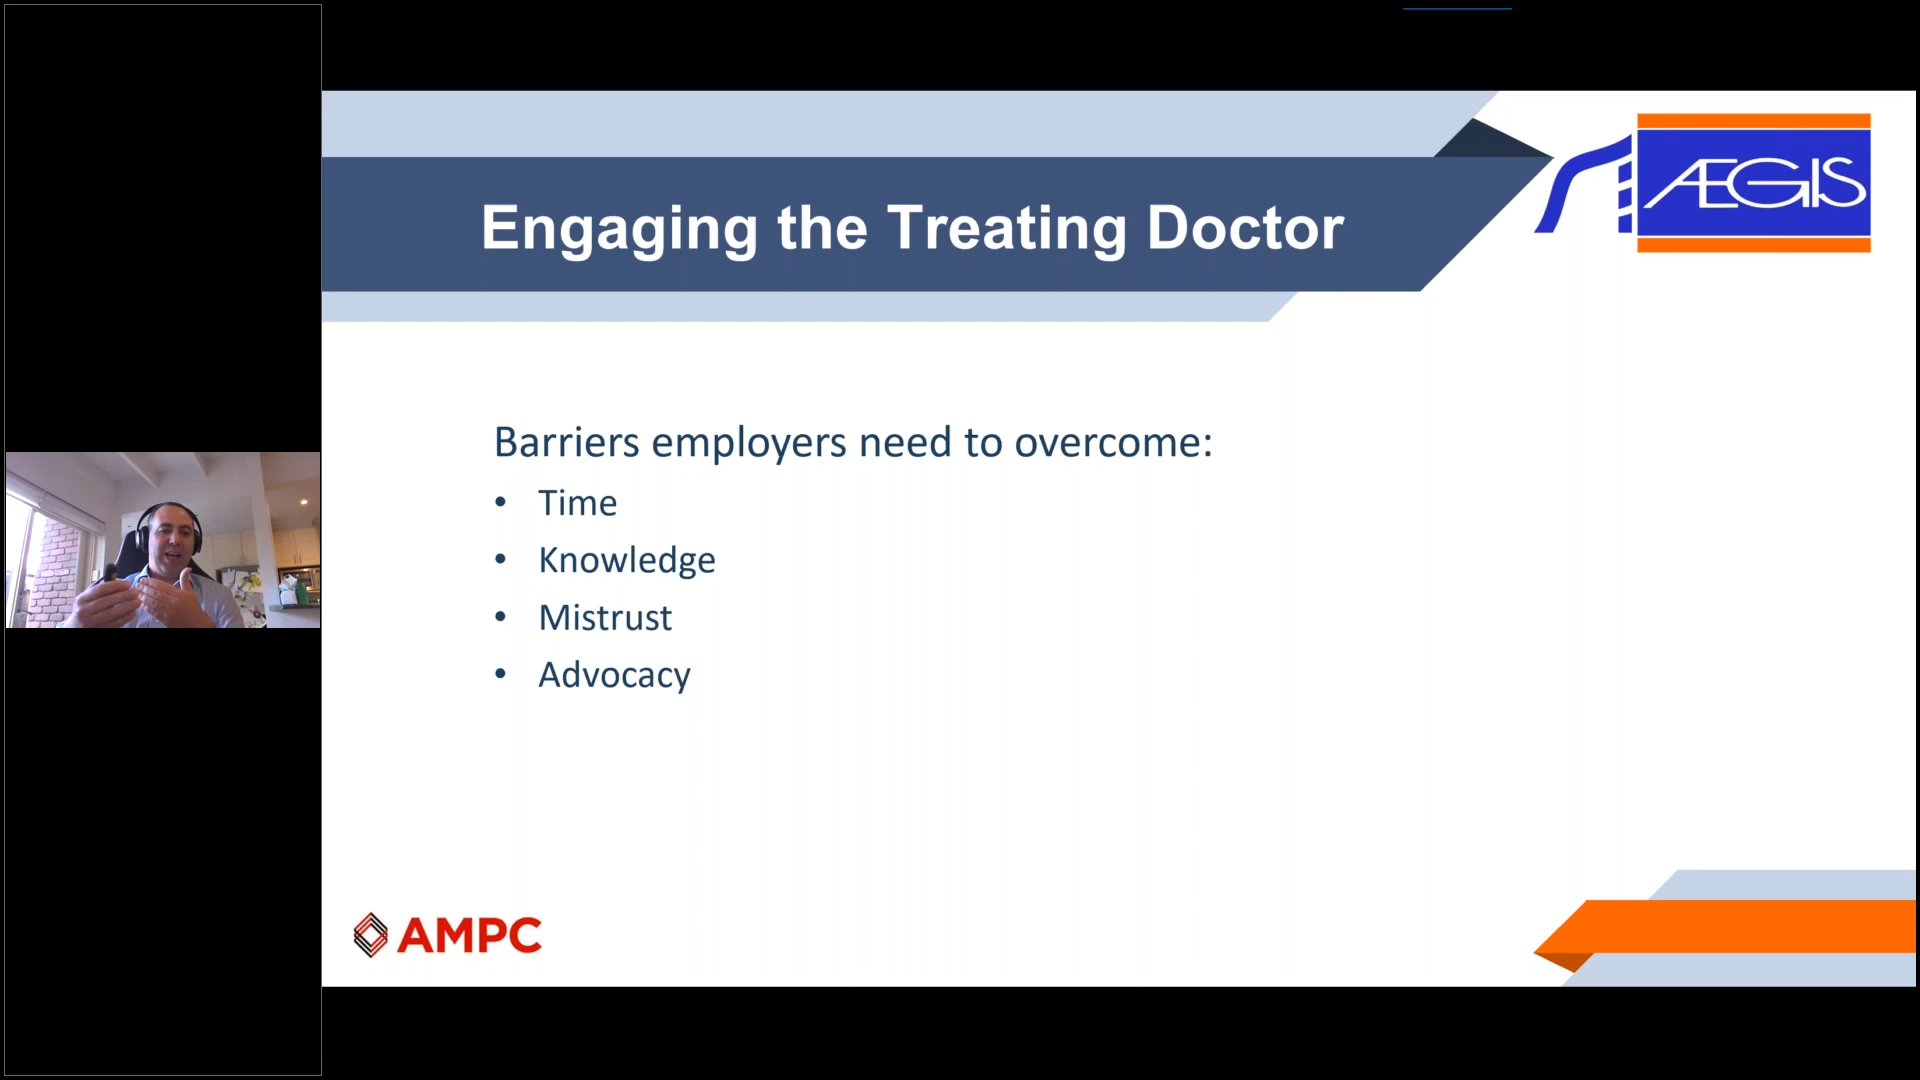 Engaging the Treating Doctor
ÆGIS
Barriers employers need to overcome:
• Time
• Knowledge
• Mistrust
• Advocacy
AMPC